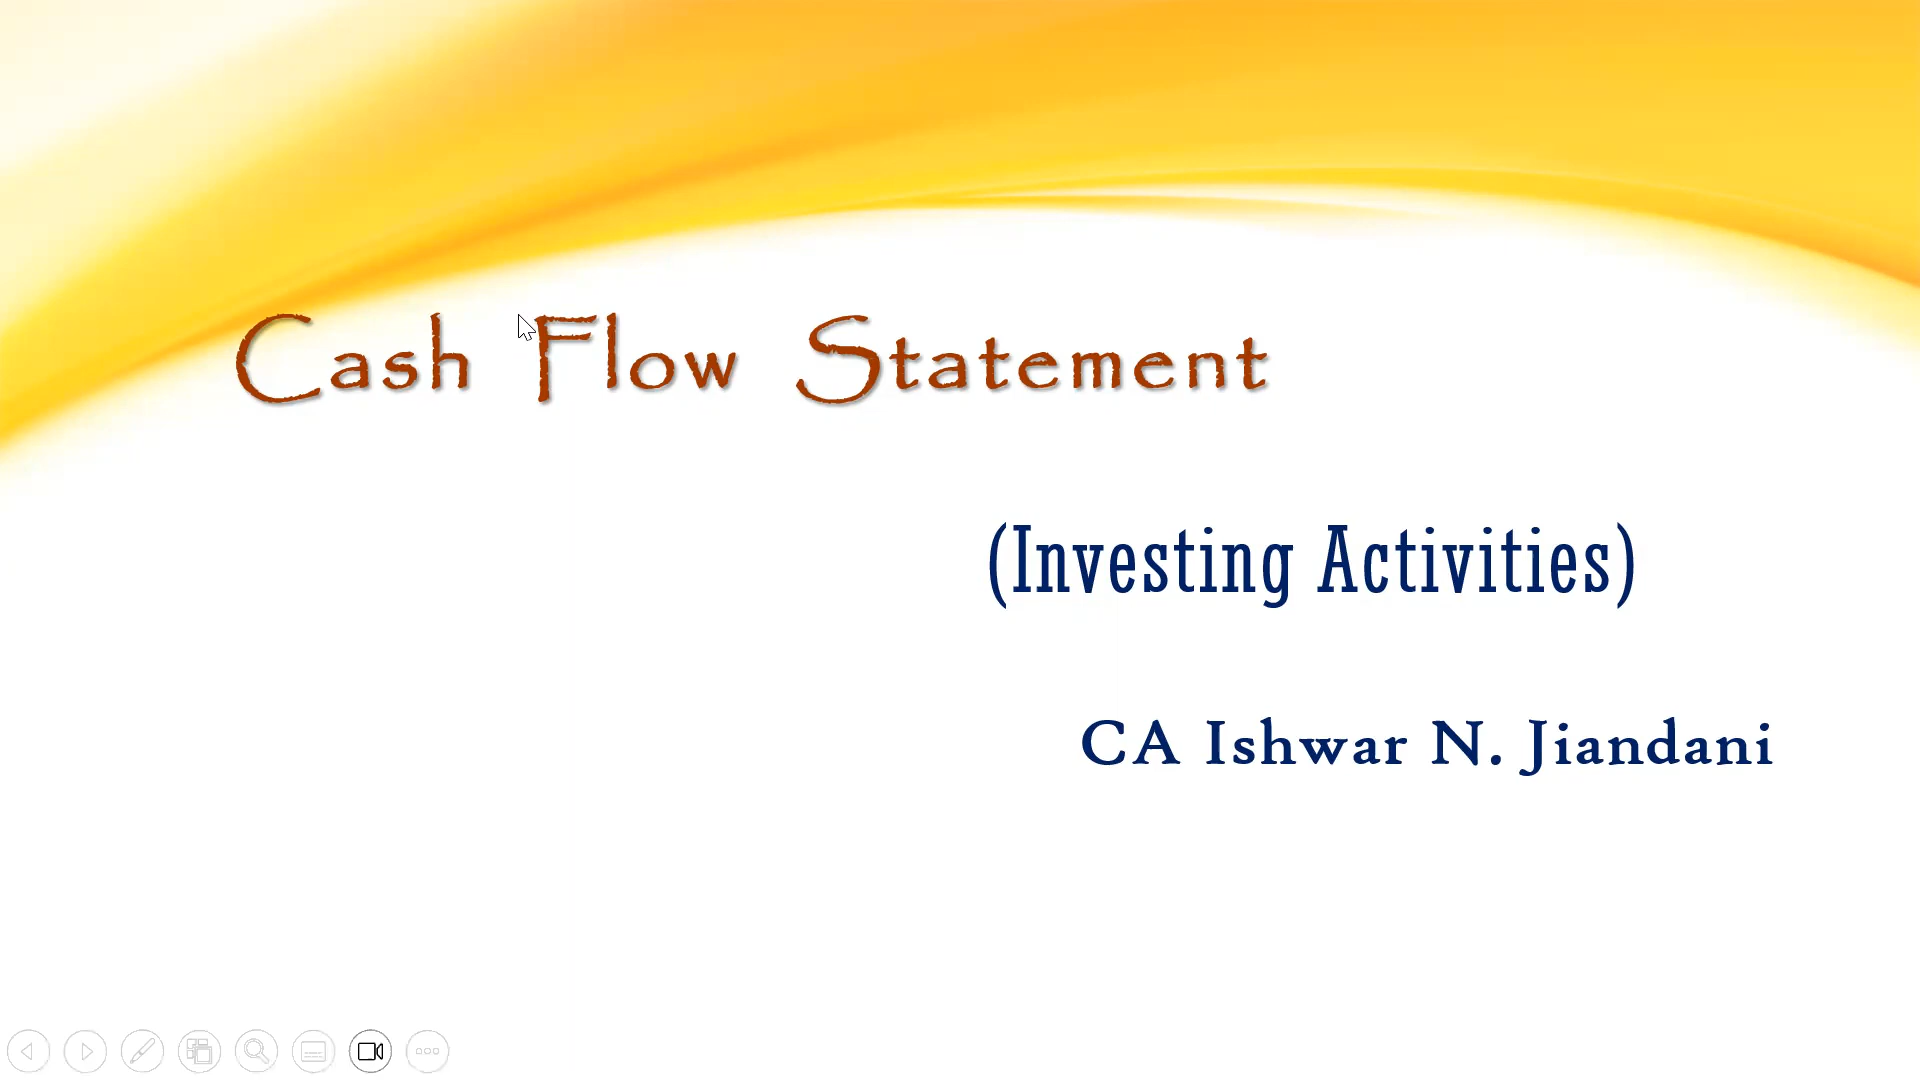 Cash Flow Statement
(Investing Activities)
CA Ishwar N. Jiandani